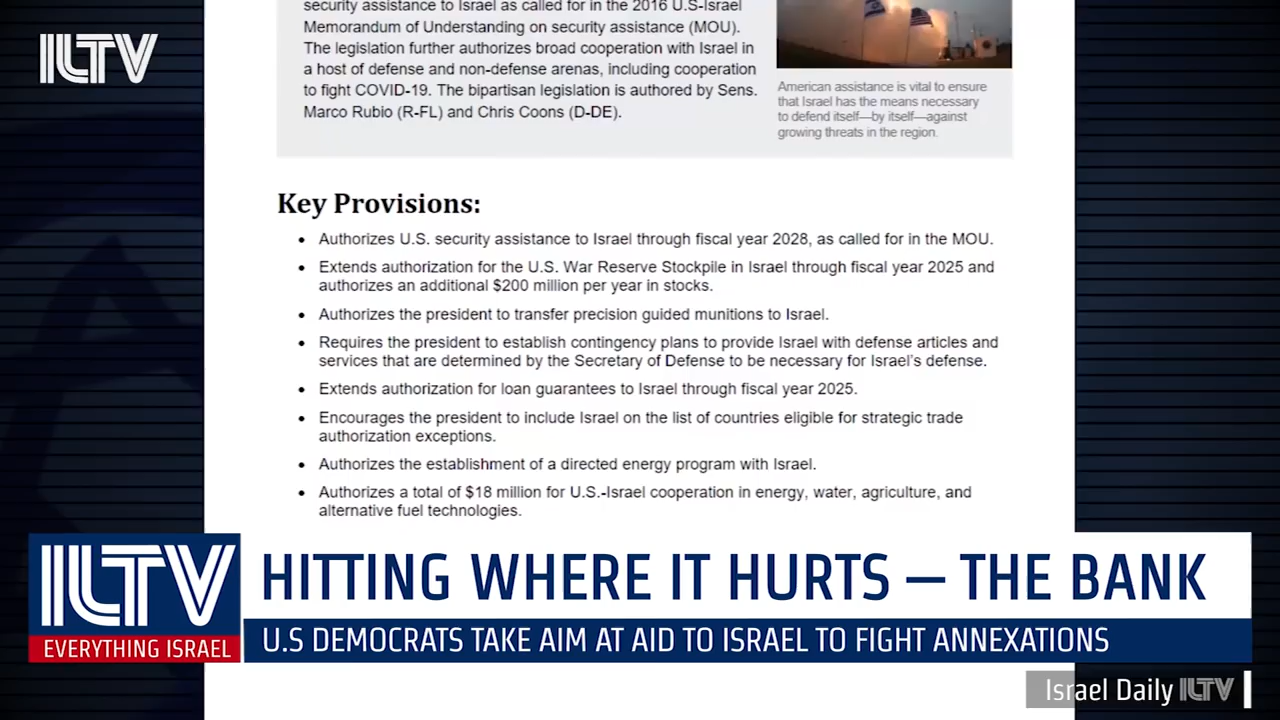 ILTV
security assistance to Israel as called for in the 2016 U.S-Israel
Memorandum of Understanding on security assistance (MOU).
The legislation further authorizes broad cooperation with Israel in
a host of defense and non-defense arenas, including cooperation
to fight COVID-19. The bipartisan legislation is authored by Sens.
Marco Rubio (R-FL) and Chris Coons (D-DE).
American assistance is vital to ensure
that Israel has the means necessary
to defend itself—by itself—against
growing threats in the region.
Key Provisions:
• Authorizes U.S. security assistance to Israel through fiscal year 2028, as called for in the MOU.
• Extends authorization for the U.S. War Reserve Stockpile in Israel through fiscal year 2025 and
authorizes an additional $200 million per year in stocks.
• Authorizes the president to transfer precision guided munitions to Israel.
• Requires the president to establish contingency plans to provide Israel with defense articles and
services that are determined by the Secretary of Defense to be necessary for Israel's defense.
• Extends authorization for loan guarantees to Israel through fiscal year 2025.
• Encourages the president to include Israel on the list of countries eligible for strategic trade
authorization exceptions.
• Authorizes the establishment of a directed energy program with Israel.
• Authorizes a total of $18 million for U.S.-Israel cooperation in energy, water, agriculture, and
alternative fuel technologies.
ILTV
EVERYTHING ISRAEL
HITTING WHERE IT HURTS — THE BANK
U.S DEMOCRATS TAKE AIM AT AID TO ISRAEL TO FIGHT ANNEXATIONS
Israel Daily ILTV